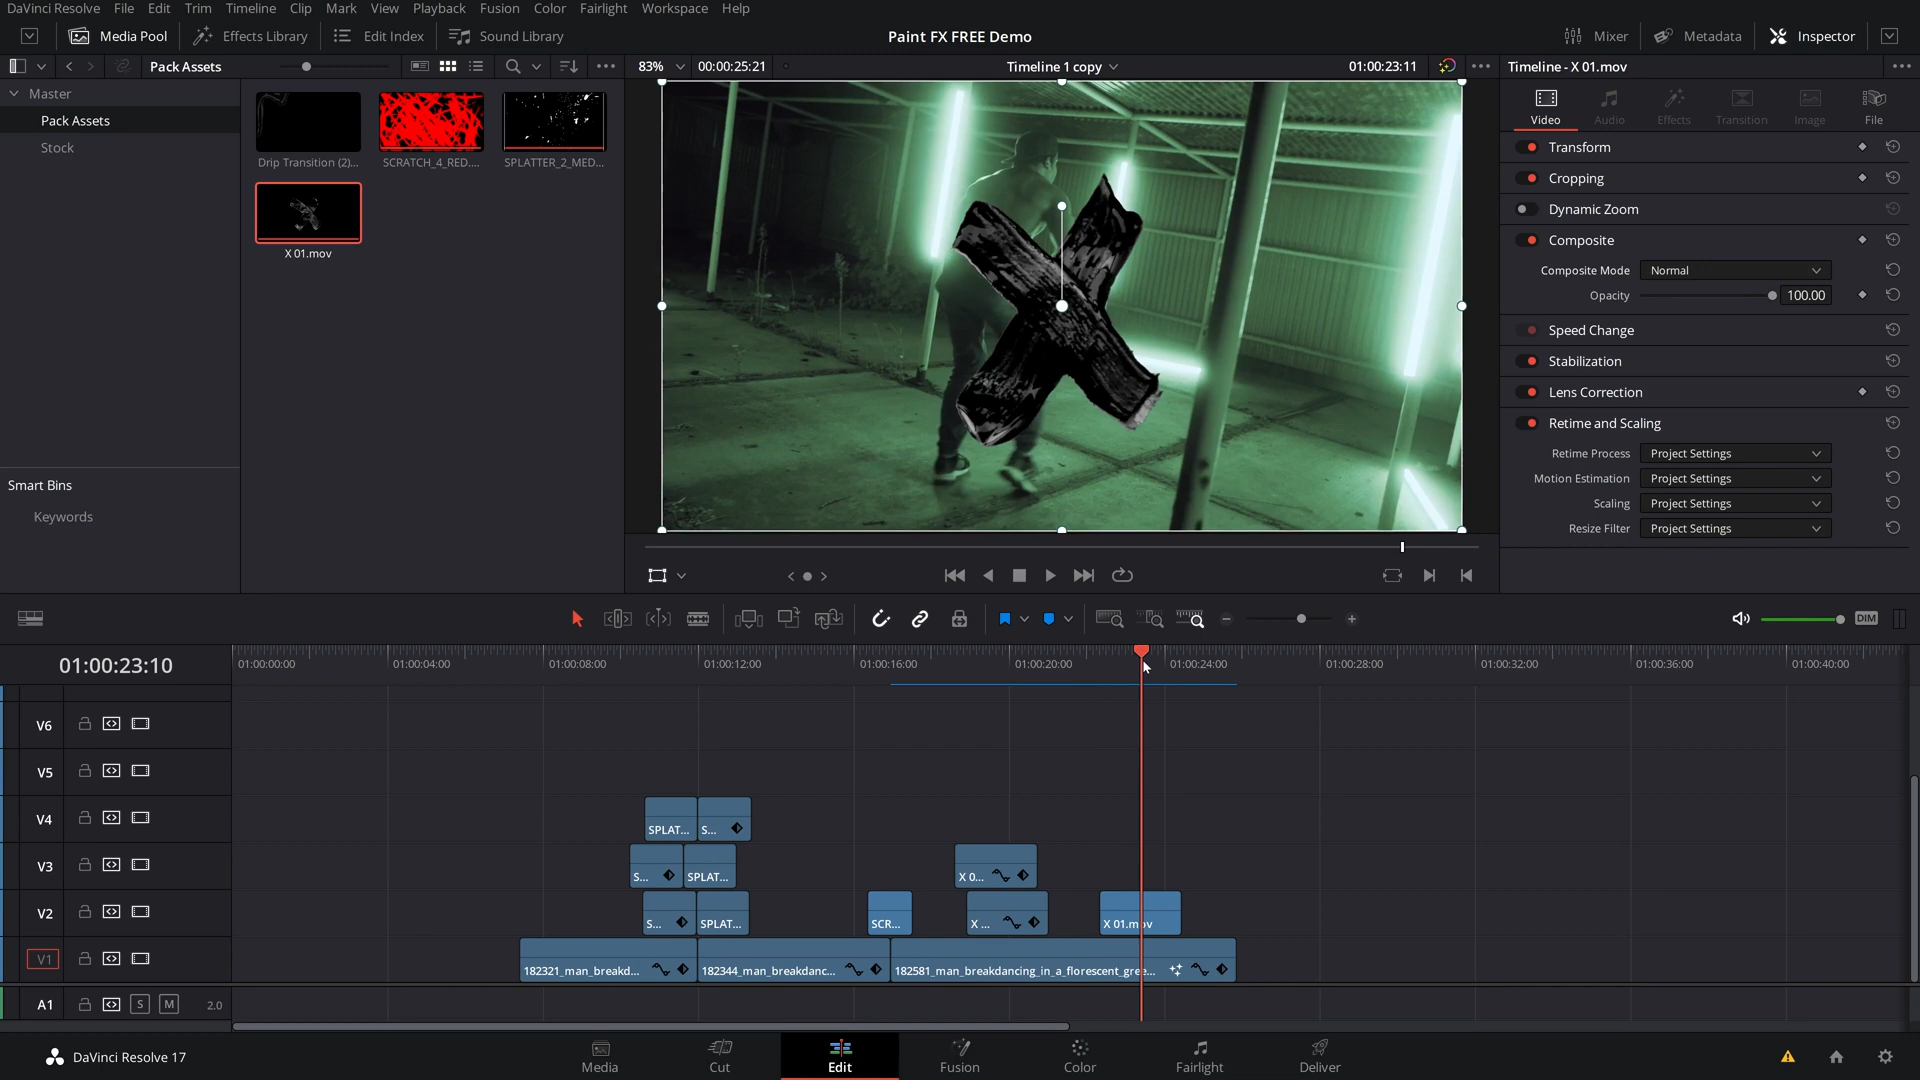 DaVinci Resolve File Edit Trim Timeline Clip Mark View Playback Fusion Color Fairlight Workspace Help
Media Pool Effects Library Edit Index Sound Library Paint FX FREE Demo Mixer Metadata Inspector
Pack Assets 83% 00:00:25:21 Timeline 1 copy 01:00:23:11 Timeline - X 01.mov
Master
Pack Assets
Stock
Drip Transition (2)... SCRATCH_4_RED.... SPLATTER_2_MED...
X 01.mov
Smart Bins
Keywords
Video Audio Effects Transition Image File
Transform
Cropping
Dynamic Zoom
Composite
Composite Mode Normal
Opacity 100.00
Speed Change
Stabilization
Lens Correction
Retime and Scaling
Retime Process Project Settings
Motion Estimation Project Settings
Scaling Project Settings
Resize Filter Project Settings
DIM
01:00:23:10 01:00:00:00 01:00:04:00 01:00:08:00 01:00:12:00 01:00:16:00 01:00:20:00 01:00:24:00 01:00:28:00 01:00:32:00 01:00:36:00 01:00:40:00
V6
V5
V4 SPLAT... S...
V3 S... SPLAT... X 0...
V2 S... SPLAT... SCR... X ... X 01.mov
V1 182321_man_breakd... 182344_man_breakdanc... 182581_man_breakdancing_in_a_florescent_gree...
A1 S M 2.0
DaVinci Resolve 17 Media Cut Edit Fusion Color Fairlight Deliver